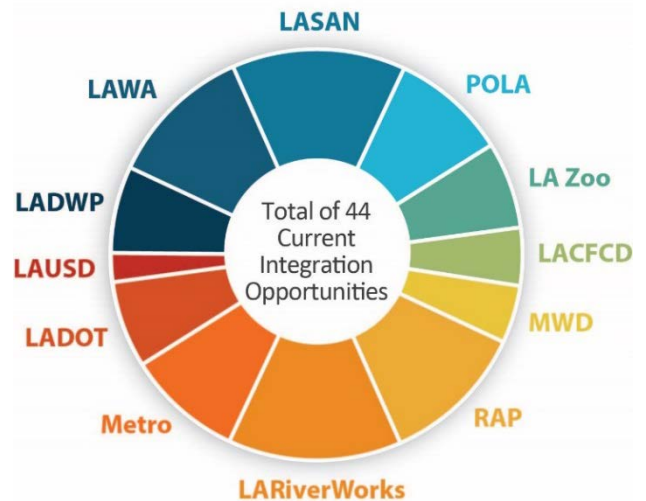 LASAN
POLA
LA Zoo
LACFCD
MWD
RAP
LARiverWorks
Metro
LADOT
LAUSD
LADWP
LAWA
Total of 44
Current
Integration
Opportunities